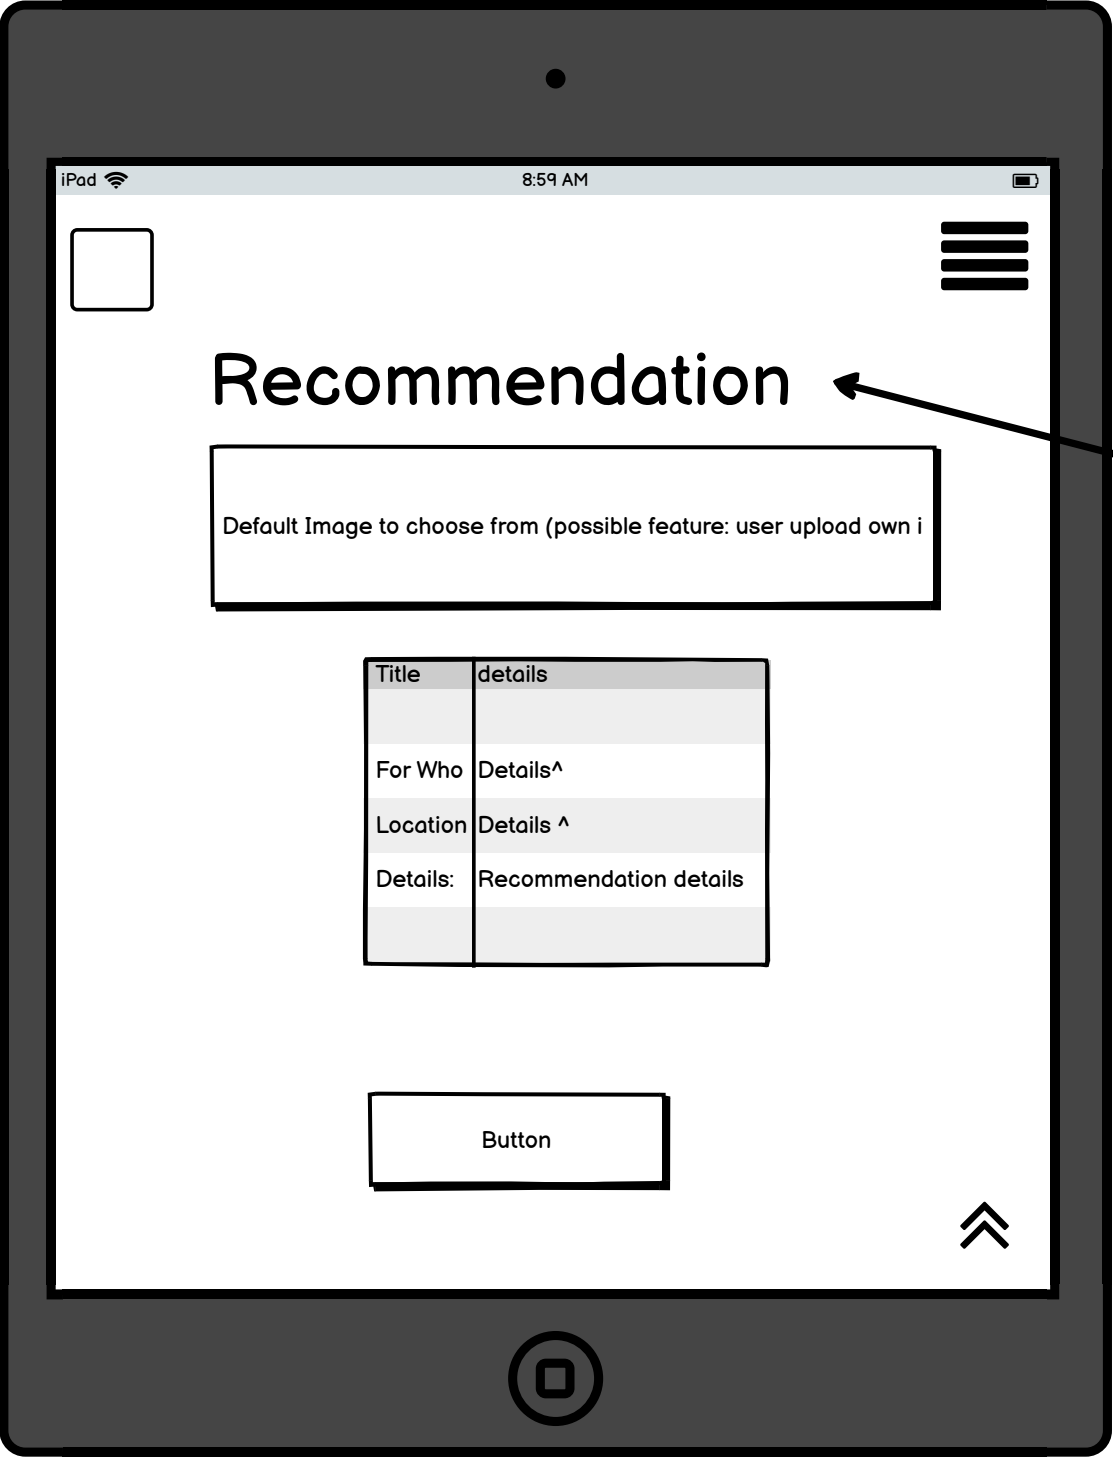 iPad 8:59 AM
Recommendation
Default Image to choose from (possible feature: user upload own i
Title details
For Who Details^
Location Details ^
Details: Recommendation details
Button